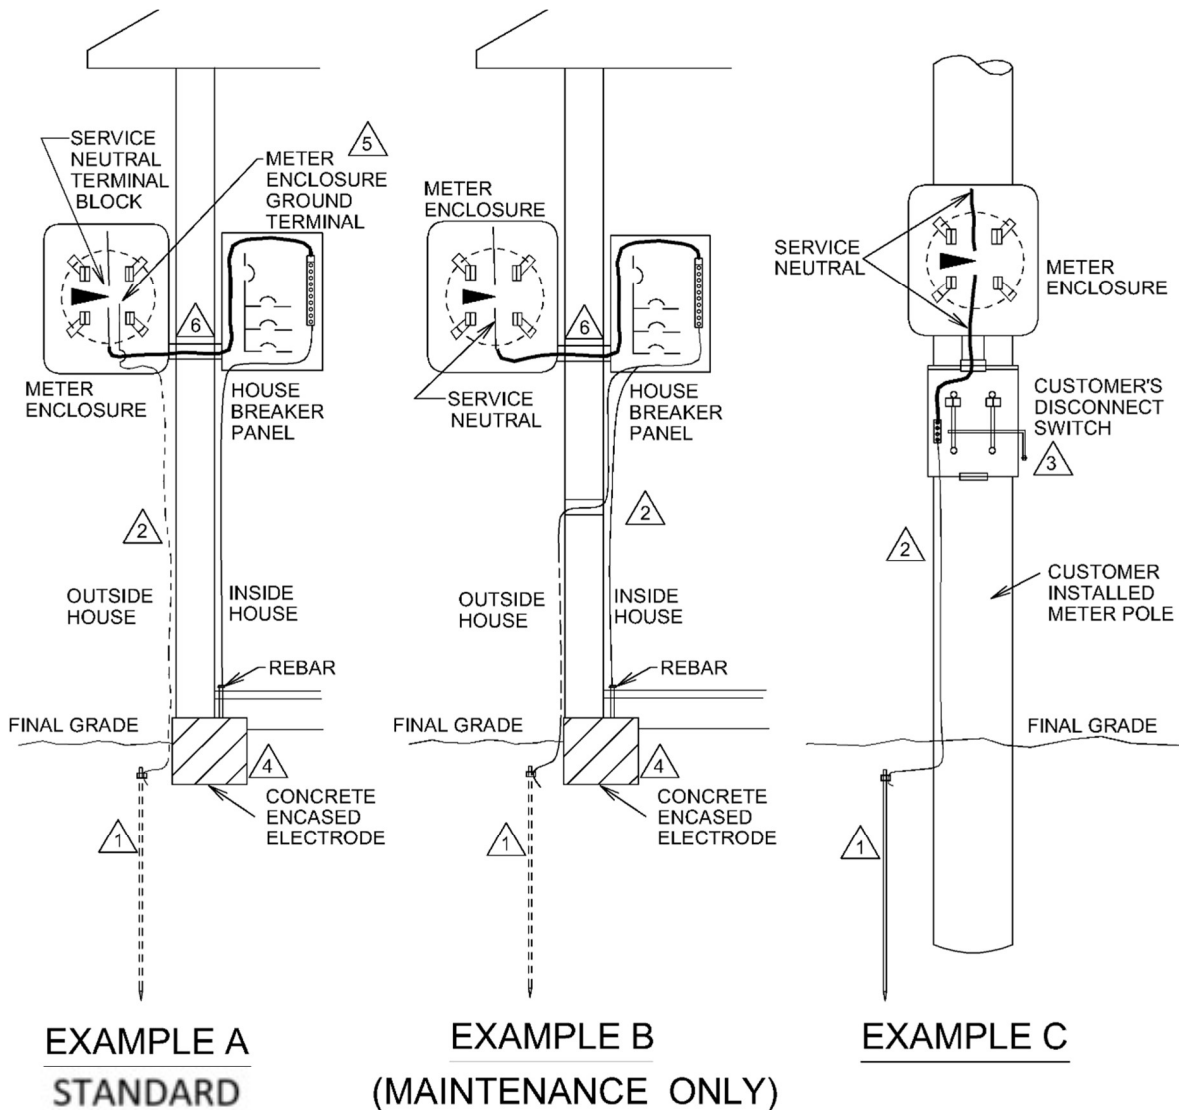 SERVICE
NEUTRAL
TERMINAL
BLOCK
5
METER
ENCLOSURE
GROUND
TERMINAL
6
METER
ENCLOSURE
HOUSE
BREAKER
PANEL
2
OUTSIDE
HOUSE
INSIDE
HOUSE
REBAR
FINAL GRADE
4
CONCRETE
ENCASED
ELECTRODE
1
EXAMPLE A
STANDARD
METER
ENCLOSURE
6
SERVICE
NEUTRAL
HOUSE
BREAKER
PANEL
2
OUTSIDE
HOUSE
INSIDE
HOUSE
REBAR
FINAL GRADE
4
CONCRETE
ENCASED
ELECTRODE
1
EXAMPLE B
(MAINTENANCE ONLY)
SERVICE
NEUTRAL
METER
ENCLOSURE
CUSTOMER'S
DISCONNECT
SWITCH
3
2
CUSTOMER
INSTALLED
METER POLE
FINAL GRADE
1
EXAMPLE C